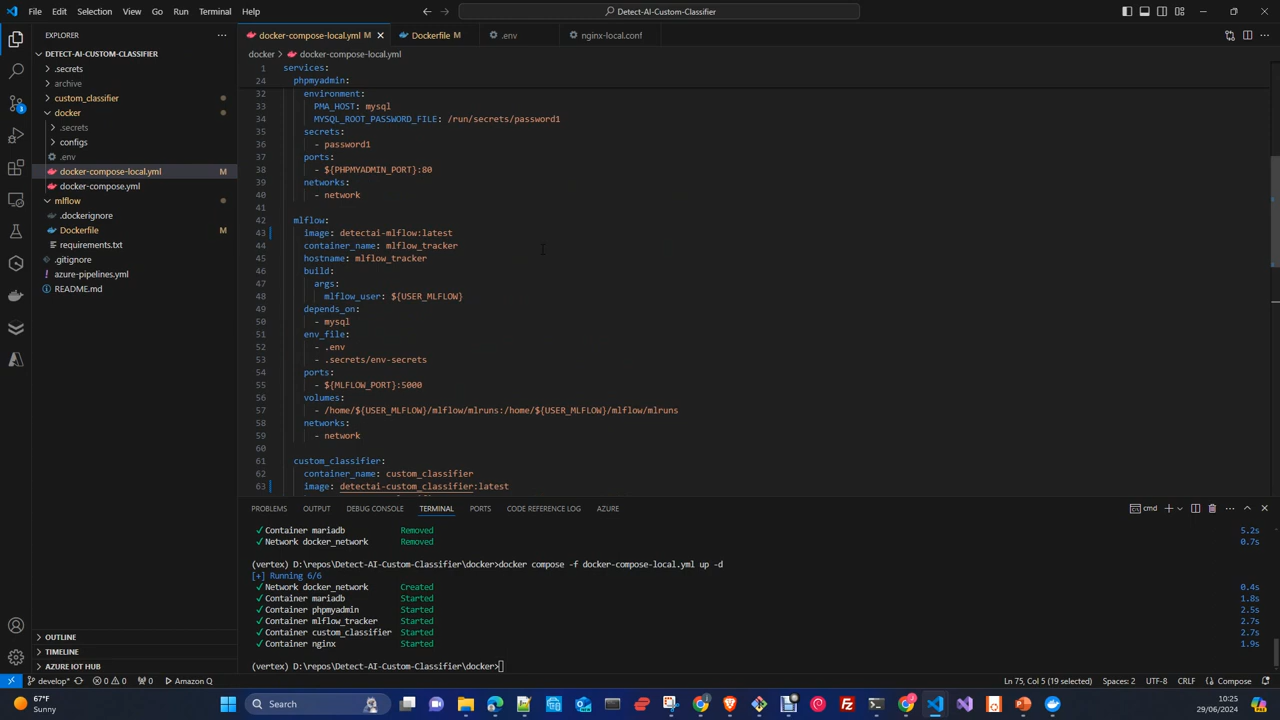 File Edit Selection View Go Run Terminal Help
Detect-AI-Custom-Classifier
EXPLORER
docker-compose-local.yml M
Dockerfile M
.env
nginx-local.conf
DETECT-AI-CUSTOM-CLASSIFIER
.secrets
archive
custom_classifier
docker
.secrets
configs
.env
docker-compose-local.yml M
docker-compose.yml
mlflow
.dockerignore
Dockerfile
requirements.txt
.gitignore
azure-pipelines.yml
README.md
OUTLINE
TIMELINE
AZURE IOT HUB
docker > docker-compose-local.yml
1 services:
24 phpmyadmin:
32 environment:
33 PMA_HOST: mysql
34 MYSQL_ROOT_PASSWORD_FILE: /run/secrets/password1
35 secrets:
36 - password1
37 ports:
38 - ${PHPMYADMIN_PORT}:80
39 networks:
40 - network
41
42 mlflow:
43 image: detectai-mlflow:latest
44 container_name: mlflow_tracker
45 hostname: mlflow_tracker
46 build:
47 args:
48 mlflow_user: ${USER_MLFLOW}
49 depends_on:
50 - mysql
51 env_file:
52 - .env
53 - .secrets/env-secrets
54 ports:
55 - ${MLFLOW_PORT}:5000
56 volumes:
57 - /home/${USER_MLFLOW}/mlflow/mlruns:/home/${USER_MLFLOW}/mlflow/mlruns
58 networks:
59 - network
60
61 custom_classifier:
62 container_name: custom_classifier
63 image: detectai-custom_classifier:latest
PROBLEMS OUTPUT DEBUG CONSOLE TERMINAL PORTS CODE REFERENCE LOG AZURE
cmd
✓ Container mariadb Removed 5.2s
✓ Network docker_network Removed 0.7s
(vertex) D:\repos\Detect-AI-Custom-Classifier\docker>docker compose -f docker-compose-local.yml up -d
[+] Running 6/6
✓ Network docker_network Created 0.4s
✓ Container mariadb Started 1.8s
✓ Container phpmyadmin Started 2.5s
✓ Container mlflow_tracker Started 2.7s
✓ Container custom_classifier Started 2.7s
✓ Container nginx Started 1.9s
(vertex) D:\repos\Detect-AI-Custom-Classifier\docker>
develop* 0 0 0 Amazon Q
Ln 75, Col 5 (19 selected) Spaces: 2 UTF-8 CRLF Compose
67°F
Sunny
Search
10:25
29/06/2024